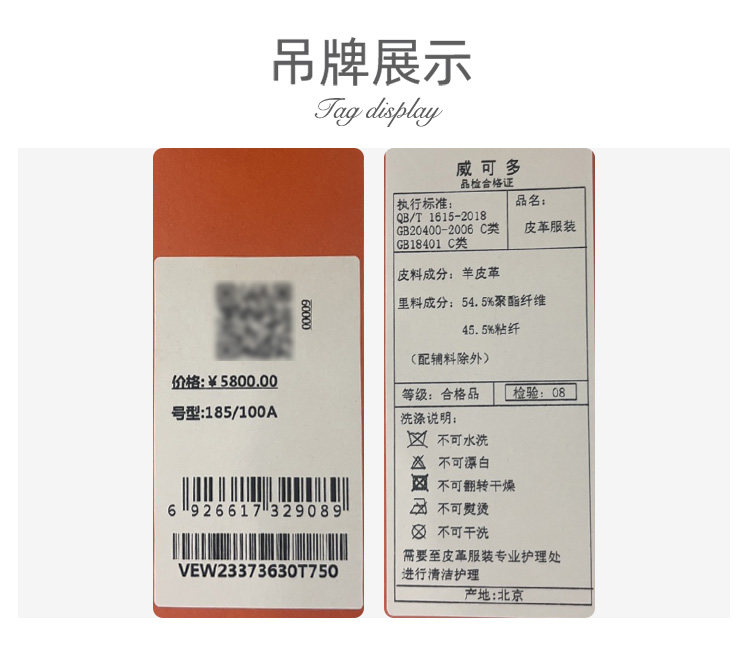 吊牌展示
Tag display
60000
价格:￥5800.00
号型:185/100A
6 926617 329089
VEW23373630T750
威可多
品检合格证
执行标准:
QB/T 1615-2018
GB20400-2006 C类
GB18401 C类
品名:
皮革服装
皮料成分: 羊皮革
里料成分: 54.5%聚酯纤维
45.5%粘纤
(配辅料除外)
等级: 合格品
检验: 08
洗涤说明:
不可水洗
不可漂白
不可翻转干燥
不可熨烫
不可干洗
需要至皮革服装专业护理处
进行清洁护理
产地:北京